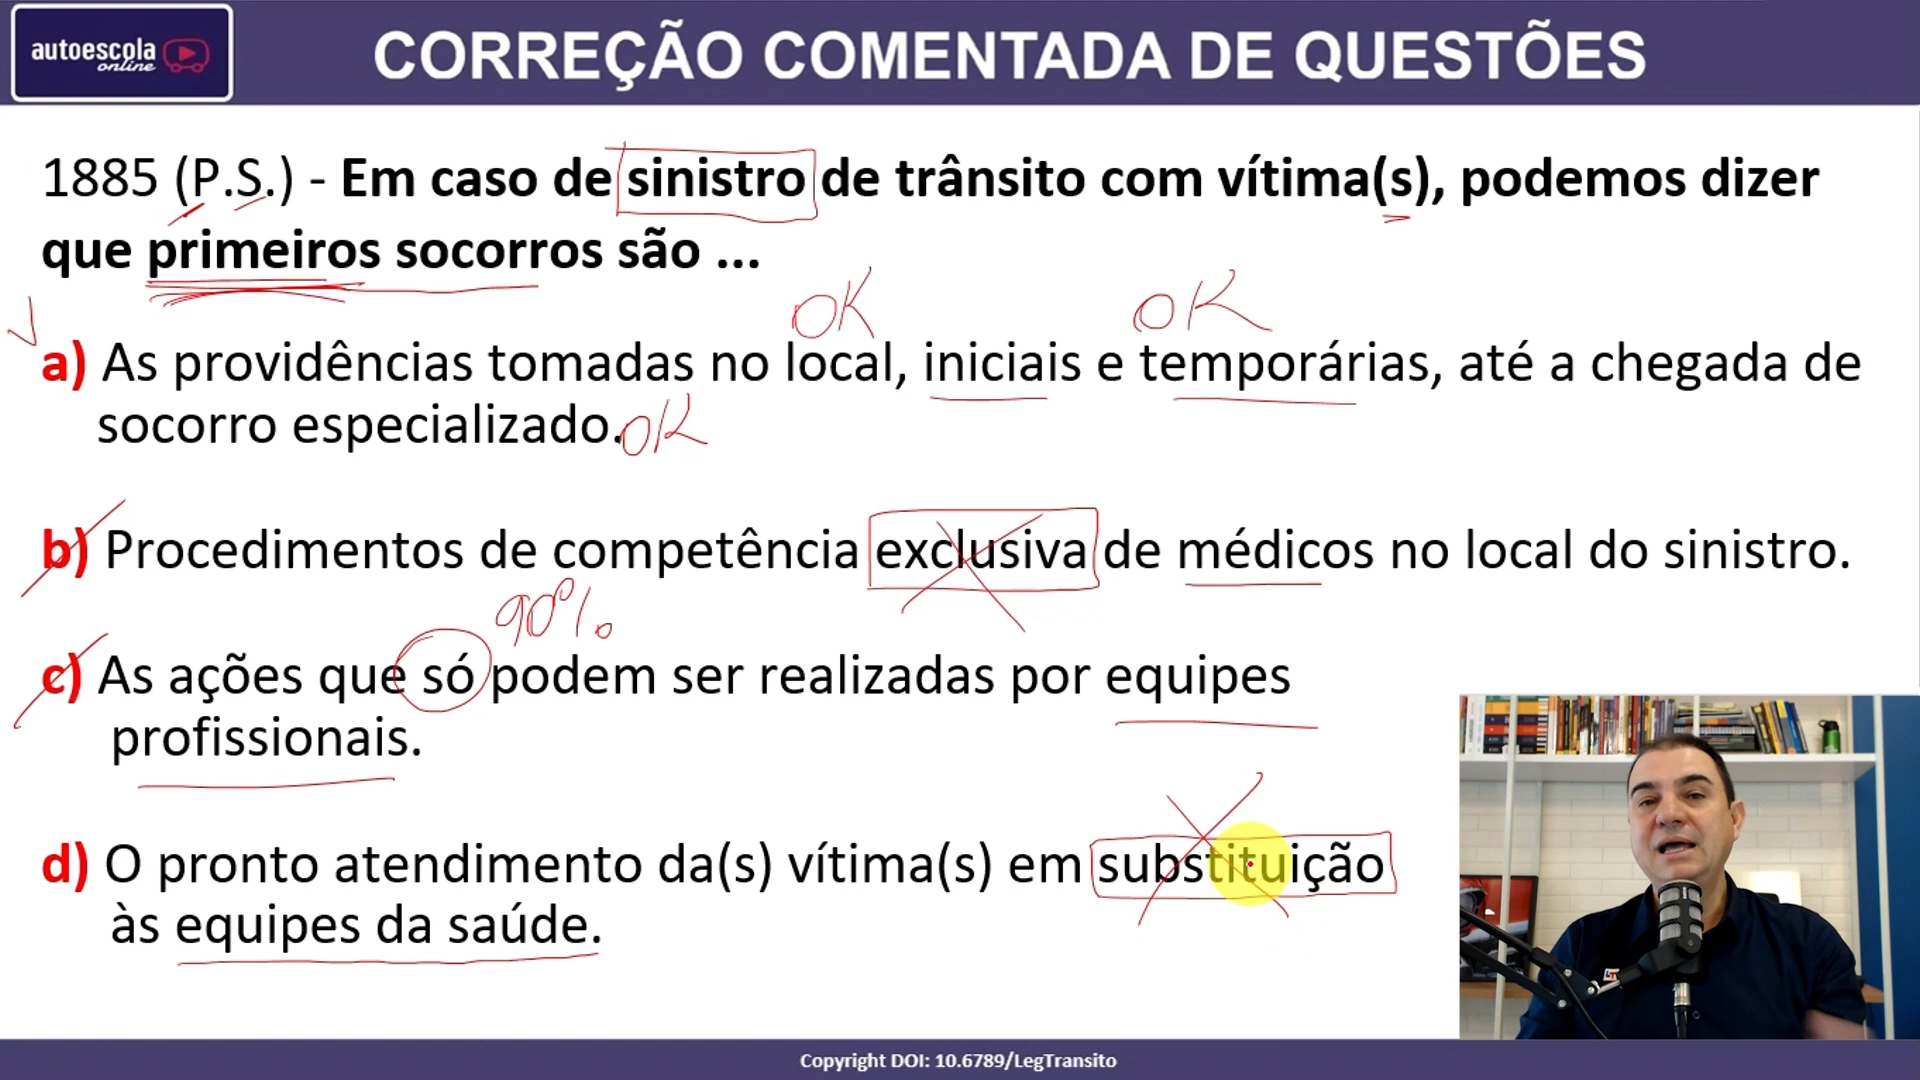 autoescola
online
CORREÇÃO COMENTADA DE QUESTÕES
1885 (P.S.) - Em caso de sinistro de trânsito com vítima(s), podemos dizer
que primeiros socorros são ...
OK OK
a) As providências tomadas no local, iniciais e temporárias, até a chegada de
socorro especializado. OK
b) Procedimentos de competência exclusiva de médicos no local do sinistro.
90%
c) As ações que só podem ser realizadas por equipes
profissionais.
d) O pronto atendimento da(s) vítima(s) em substituição
às equipes da saúde.
Copyright DOI: 10.6789/LegTransito